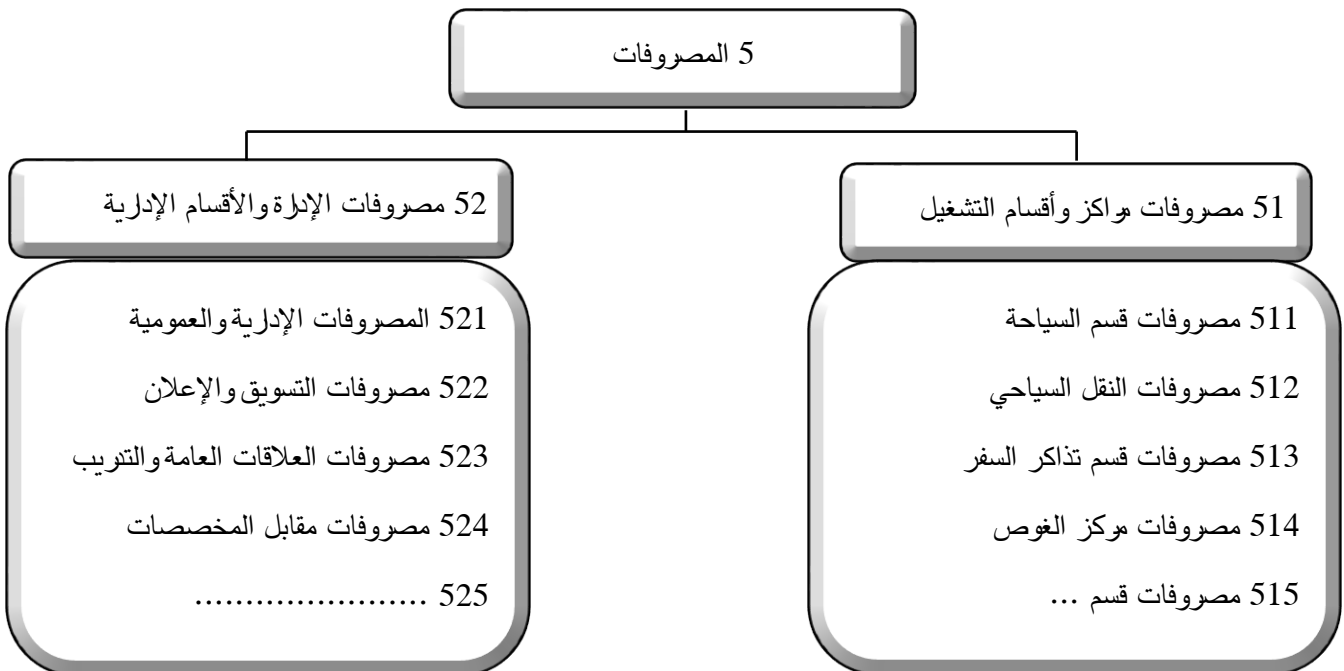 5 المصروفات
51 مصروفات مراكز وأقسام التشغيل
511 مصروفات قسم السياحة
512 مصروفات النقل السياحي
513 مصروفات قسم تذاكر السفر
514 مصروفات مركز الغوص
515 مصروفات قسم ...
52 مصروفات الإدارة والأقسام الإدارية
521 المصروفات الإدارية والعمومية
522 مصروفات التسويق والإعلان
523 مصروفات العلاقات العامة والتدريب
524 مصروفات مقابل المخصصات
525 .......................